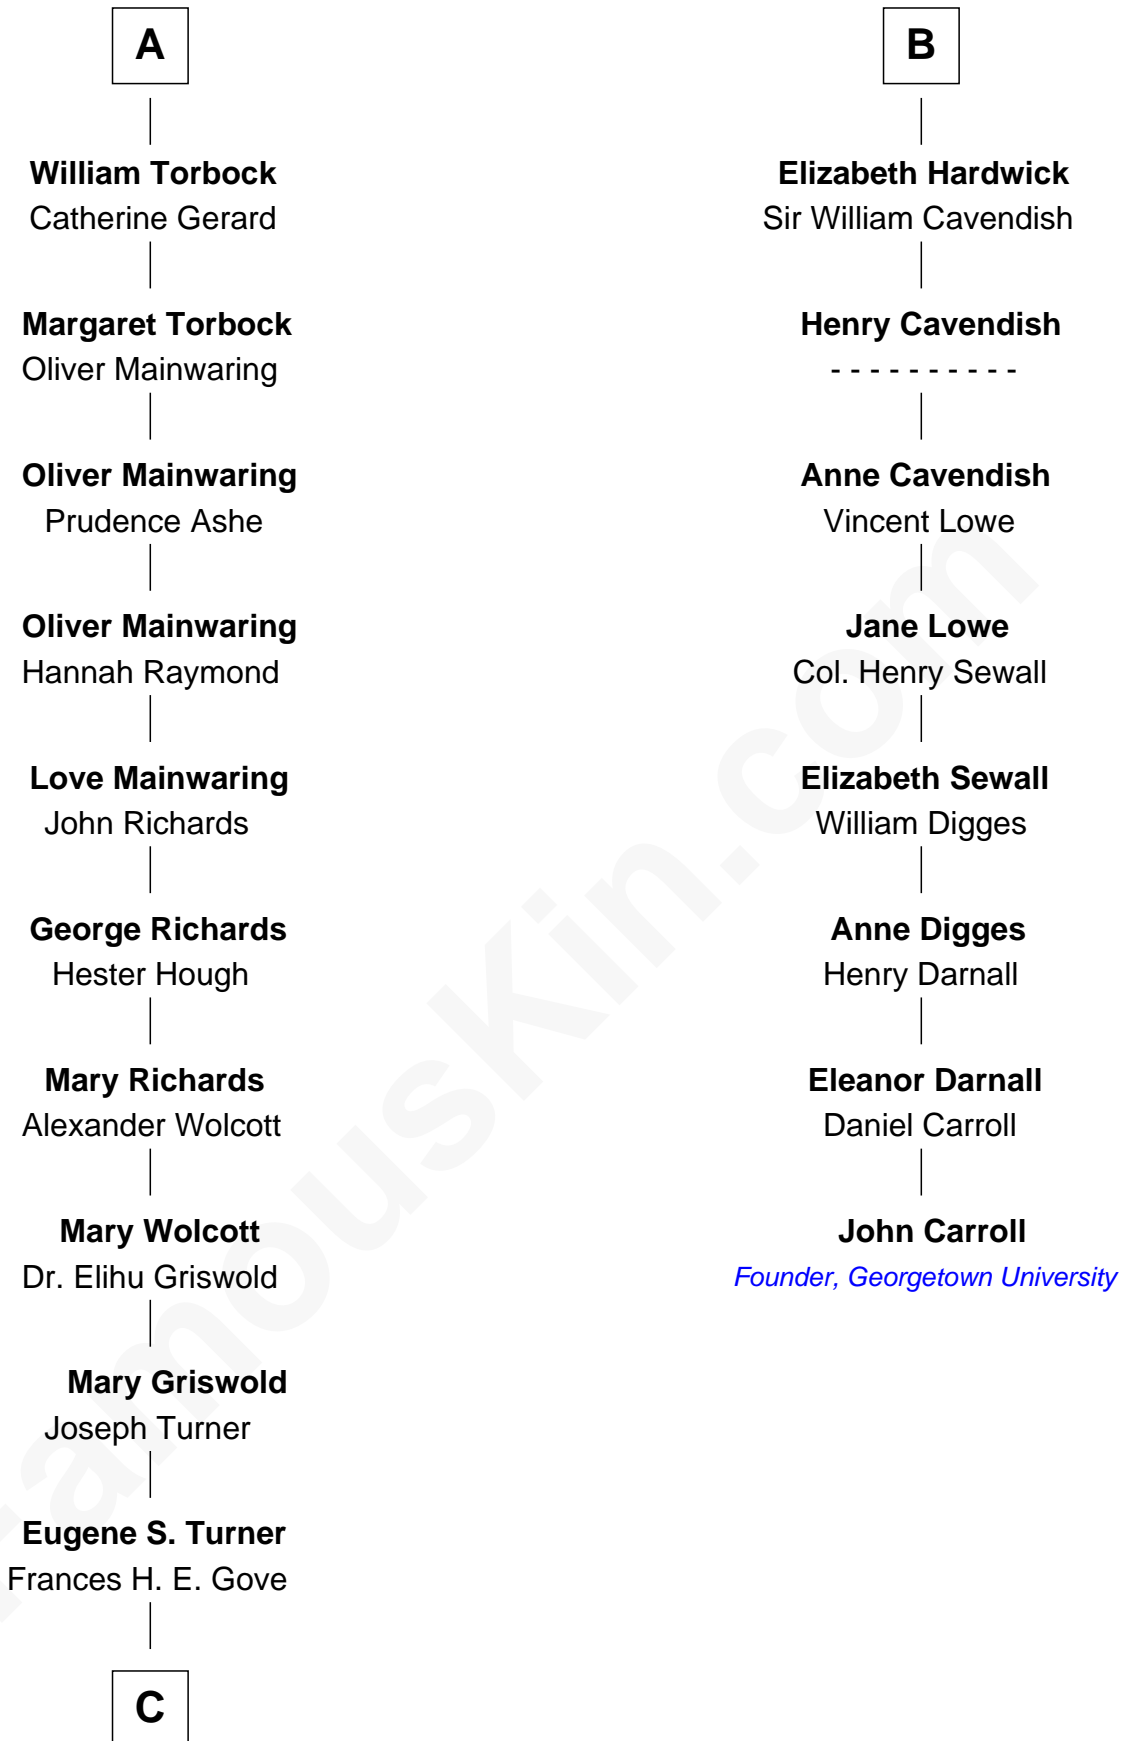 A
William Torbock
Catherine Gerard
Margaret Torbock
Oliver Mainwaring
Oliver Mainwaring
Prudence Ashe
Oliver Mainwaring
Hannah Raymond
Love Mainwaring
John Richards
George Richards
Hester Hough
Mary Richards
Alexander Wolcott
Mary Wolcott
Dr. Elihu Griswold
Mary Griswold
Joseph Turner
Eugene S. Turner
Frances H. E. Gove
C
B
Elizabeth Hardwick
Sir William Cavendish
Henry Cavendish
- - - - - - - - - -
Anne Cavendish
Vincent Lowe
Jane Lowe
Col. Henry Sewall
Elizabeth Sewall
William Digges
Anne Digges
Henry Darnall
Eleanor Darnall
Daniel Carroll
John Carroll
Founder, Georgetown University
FamousKin.com